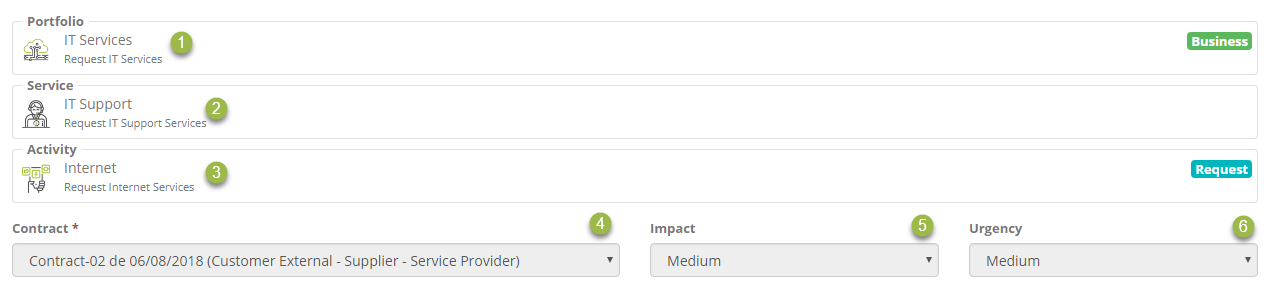 Portfolio
IT Services 1 Business
Request IT Services
Service
IT Support 2
Request IT Support Services
Activity
Internet 3 Request
Request Internet Services
Contract * 4 Impact 5 Urgency 6
Contract-02 de 06/08/2018 (Customer External - Supplier - Service Provider) Medium Medium